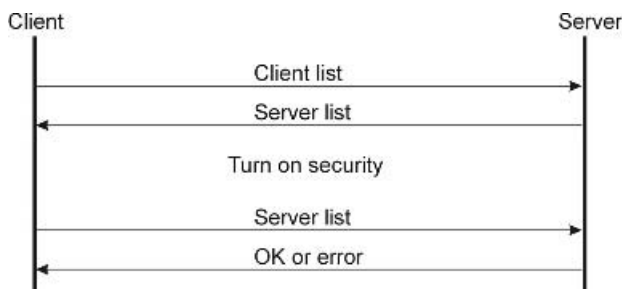 Client
Server
Client list
Server list
Turn on security
Server list
OK or error